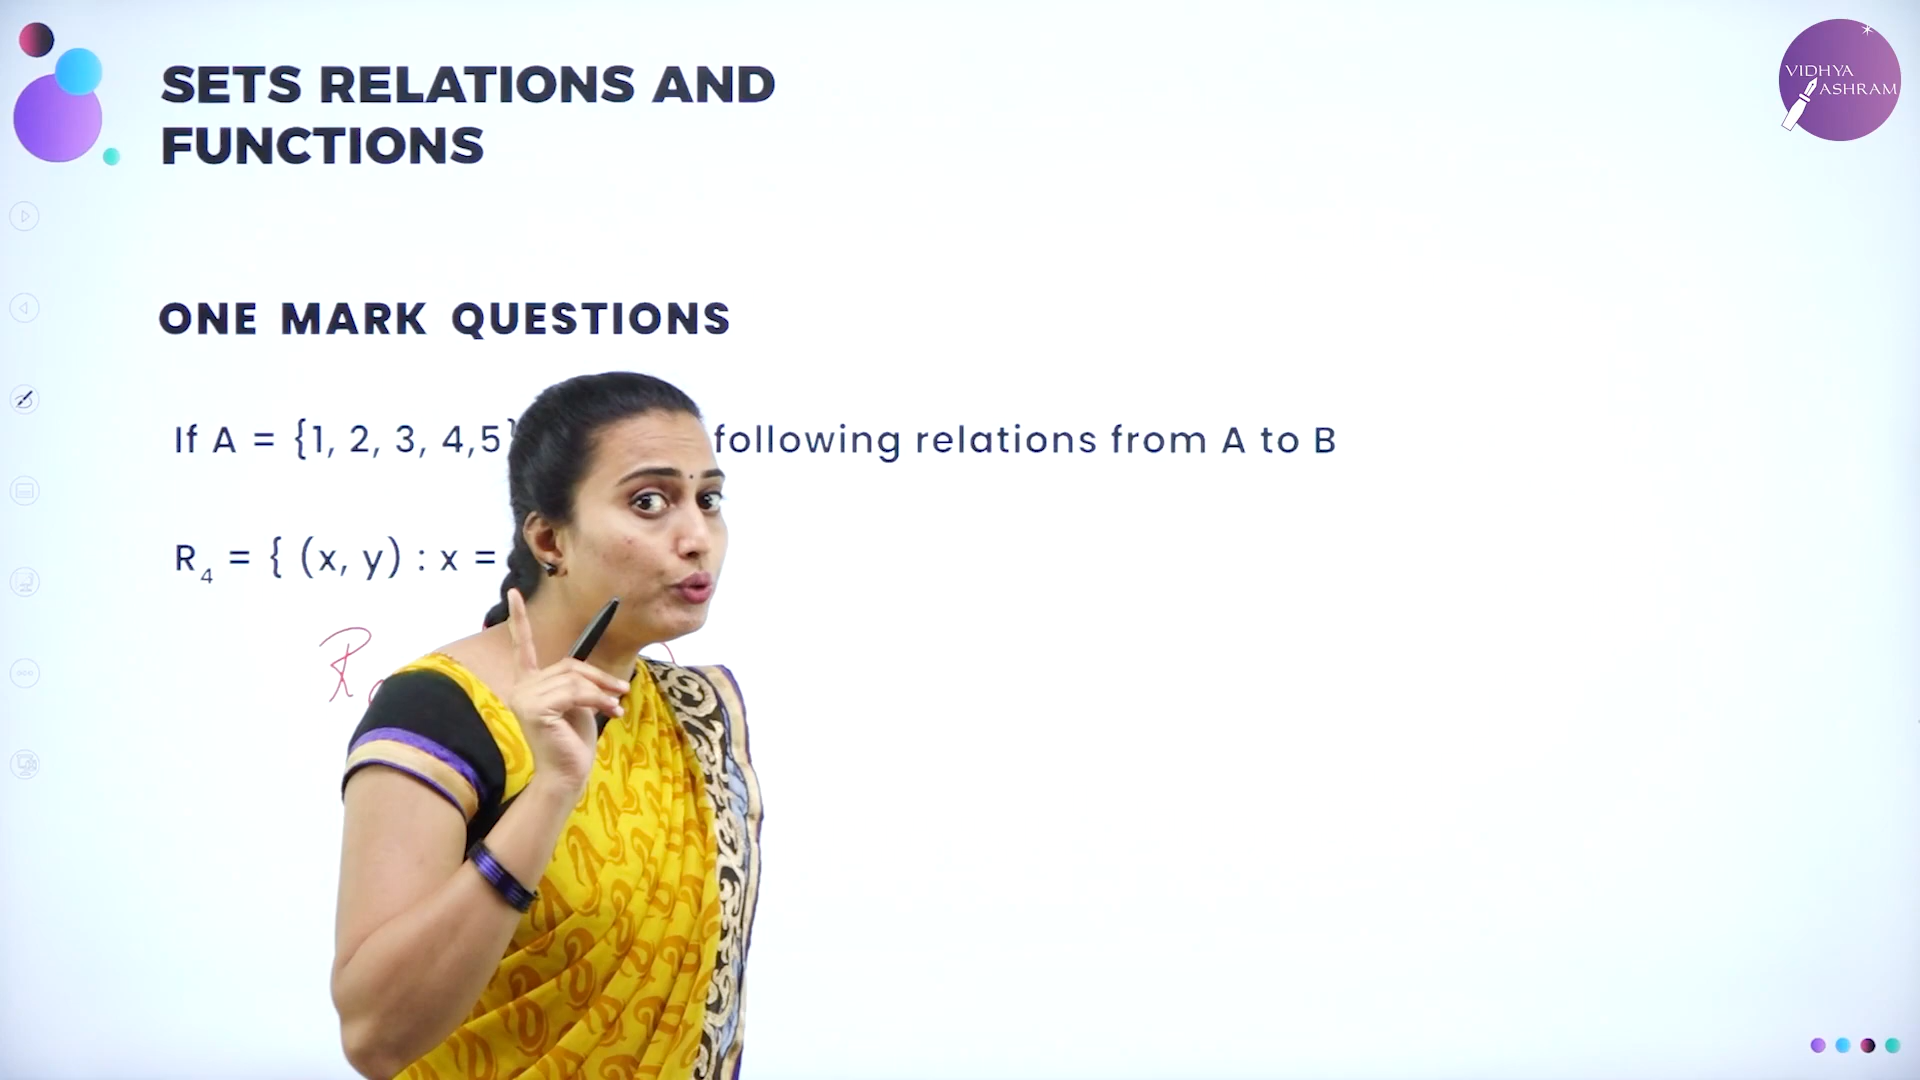 SETS RELATIONS AND
FUNCTIONS
VIDHYA
ASHRAM
ONE MARK QUESTIONS
If A = {1, 2, 3, 4,5} following relations from A to B
R₄ = { (x, y) : x =
R